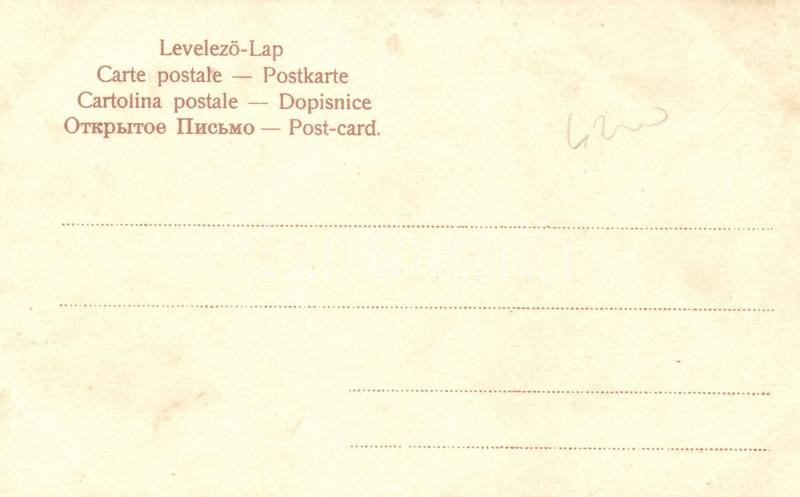 Levelező-Lap
Carte postale — Postkarte
Cartolina postale — Dopisnice
Открытое Письмо — Post-card.